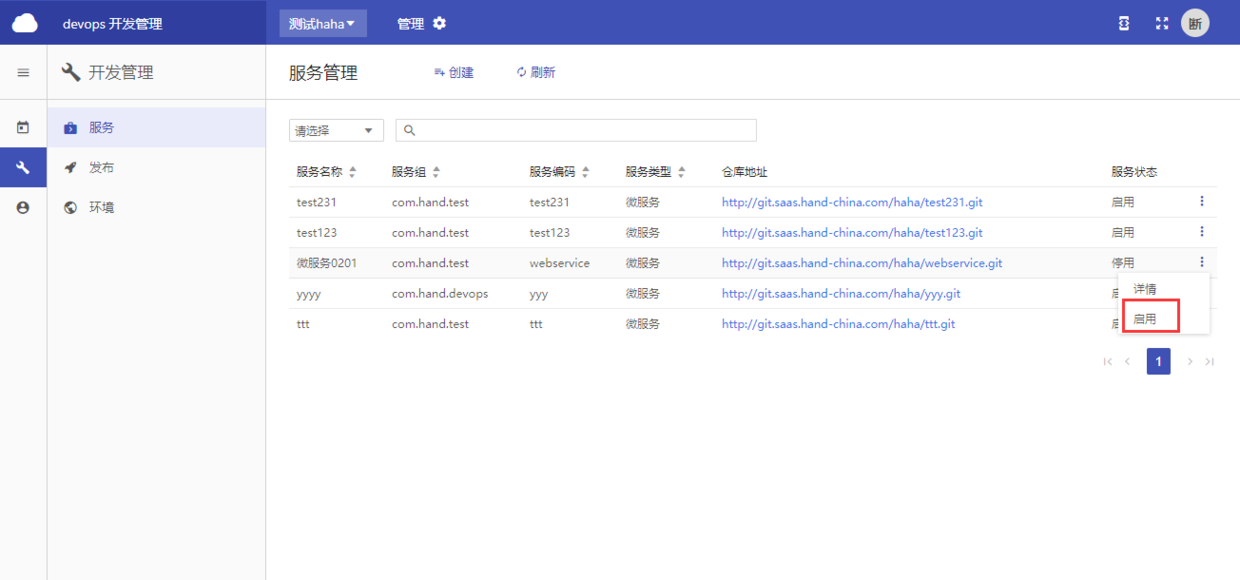 devops 开发管理 测试haha 管理 断
开发管理 服务管理 创建 刷新
服务
发布
环境
请选择
服务名称 服务组 服务编码 服务类型 仓库地址 服务状态
test231 com.hand.test test231 微服务 http://git.saas.hand-china.com/haha/test231.git 启用
test123 com.hand.test test123 微服务 http://git.saas.hand-china.com/haha/test123.git 启用
微服务0201 com.hand.test webservice 微服务 http://git.saas.hand-china.com/haha/webservice.git 停用
yyyy com.hand.devops yyy 微服务 http://git.saas.hand-china.com/haha/yyy.git
ttt com.hand.test ttt 微服务 http://git.saas.hand-china.com/haha/ttt.git
详情
启用
1